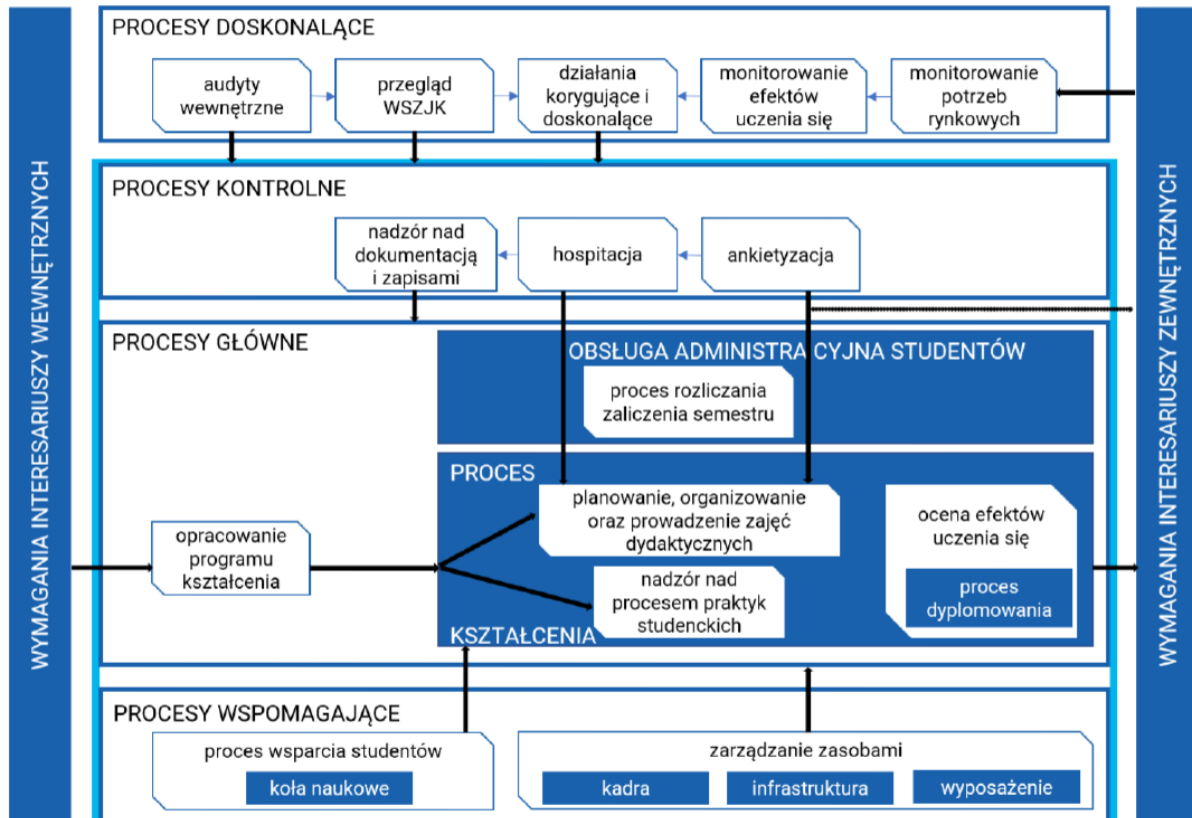 WYMAGANIA INTERESARIUSZY WEWNĘTRZNYCH
PROCESY DOSKONALĄCE
audyty
wewnętrzne
przegląd
WSZJK
działania
korygujące i
doskonalące
monitorowanie
efektów
uczenia się
monitorowanie
potrzeb
rynkowych
PROCESY KONTROLNE
nadzór nad
dokumentacją
i zapisami
hospitacja
ankietyzacja
PROCESY GŁÓWNE
OBSŁUGA ADMINISTRACYJNA STUDENTÓW
proces rozliczania
zaliczenia semestru
opracowanie
programu
kształcenia
PROCES
planowanie, organizowanie
oraz prowadzenie zajęć
dydaktycznych
nadzór nad
procesem praktyk
studenckich
KSZTAŁCENIA
ocena efektów
uczenia się
proces
dyplomowania
PROCESY WSPOMAGAJĄCE
proces wsparcia studentów
koła naukowe
zarządzanie zasobami
kadra
infrastruktura
wyposażenie
WYMAGANIA INTERESARIUSZY ZEWNĘTRZNYCH